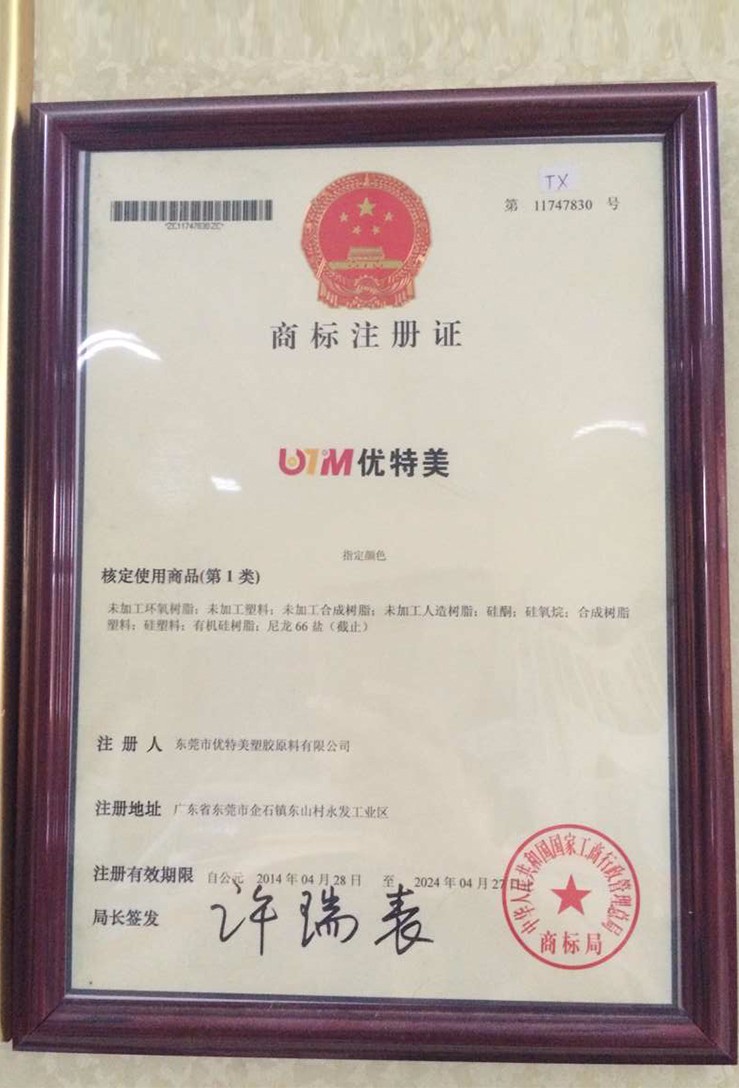 TX
第 11747830 号
*ZC11747830ZC*
商标注册证
UTM优特美
指定颜色
核定使用商品(第1类)
未加工环氧树脂；未加工塑料；未加工合成树脂；未加工人造树脂；硅酮；硅氧烷；合成树脂
塑料；硅塑料；有机硅树脂；尼龙66盐（截止）
注册人 东莞市优特美塑胶原料有限公司
注册地址 广东省东莞市企石镇东山村永发工业区
注册有效期限 自公元 2014年04月28日 至 2024年04月27
局长签发 许瑞表
中华人民共和国国家工商行政管理总局
商标局